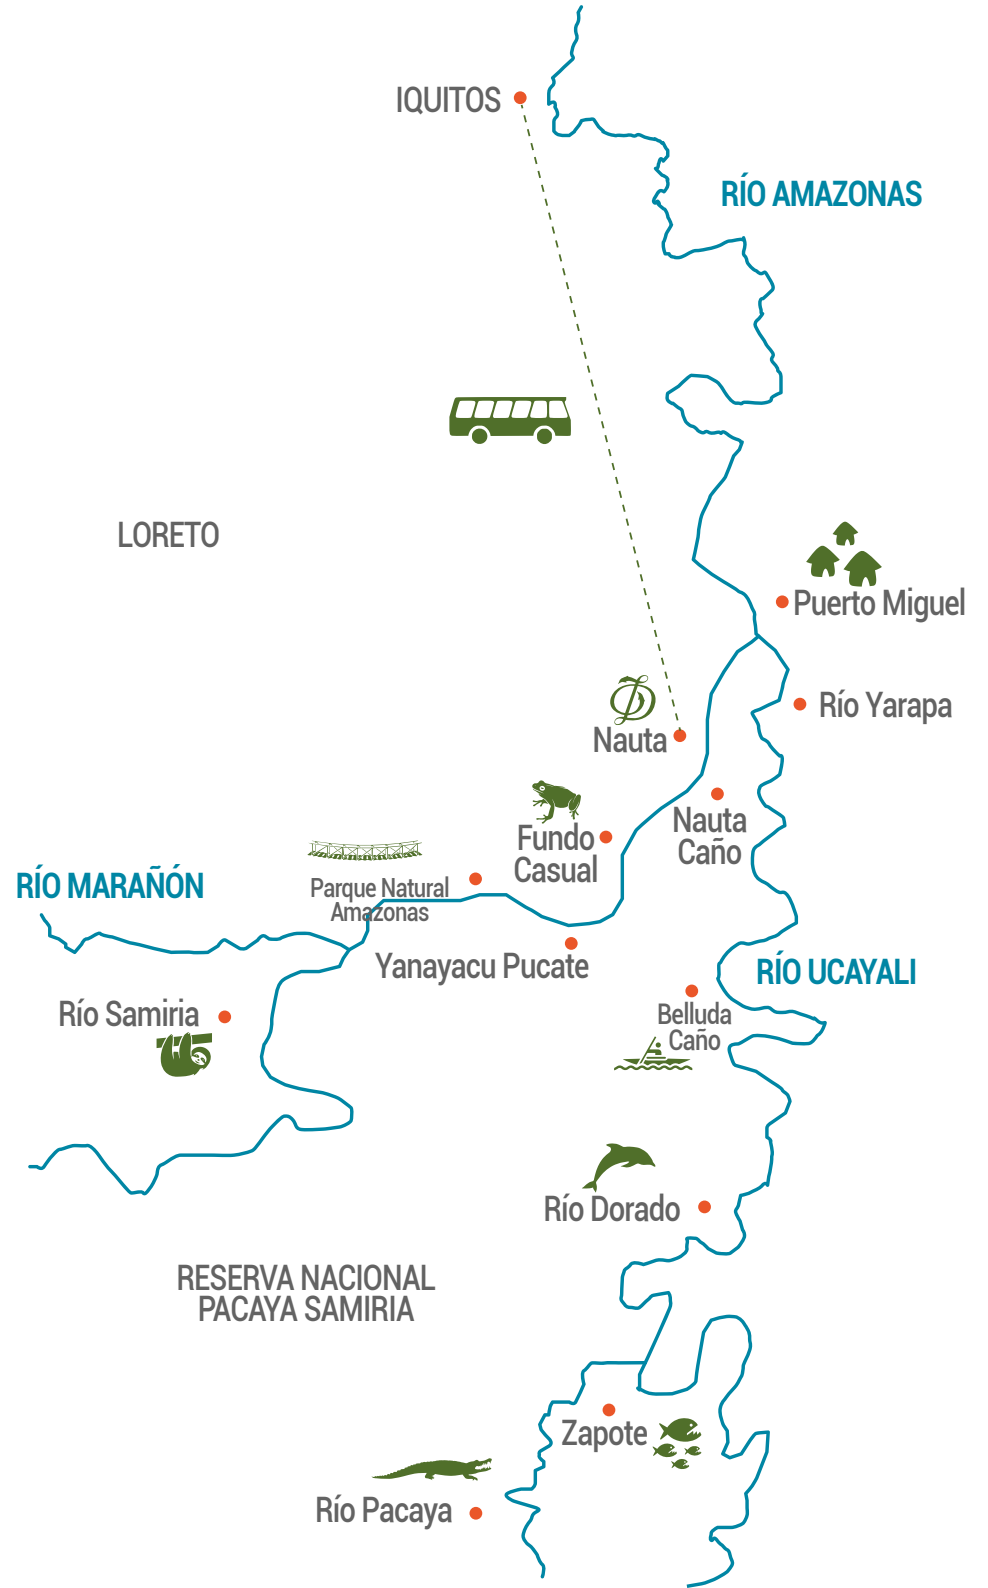 IQUITOS
RÍO AMAZONAS
LORETO
Puerto Miguel
Río Yarapa
Nauta
Nauta
Caño
Fundo
Casual
Parque Natural
Amazonas
RÍO MARAÑÓN
Yanayacu Pucate
RÍO UCAYALI
Río Samiria
Belluda
Caño
Río Dorado
RESERVA NACIONAL
PACAYA SAMIRIA
Zapote
Río Pacaya